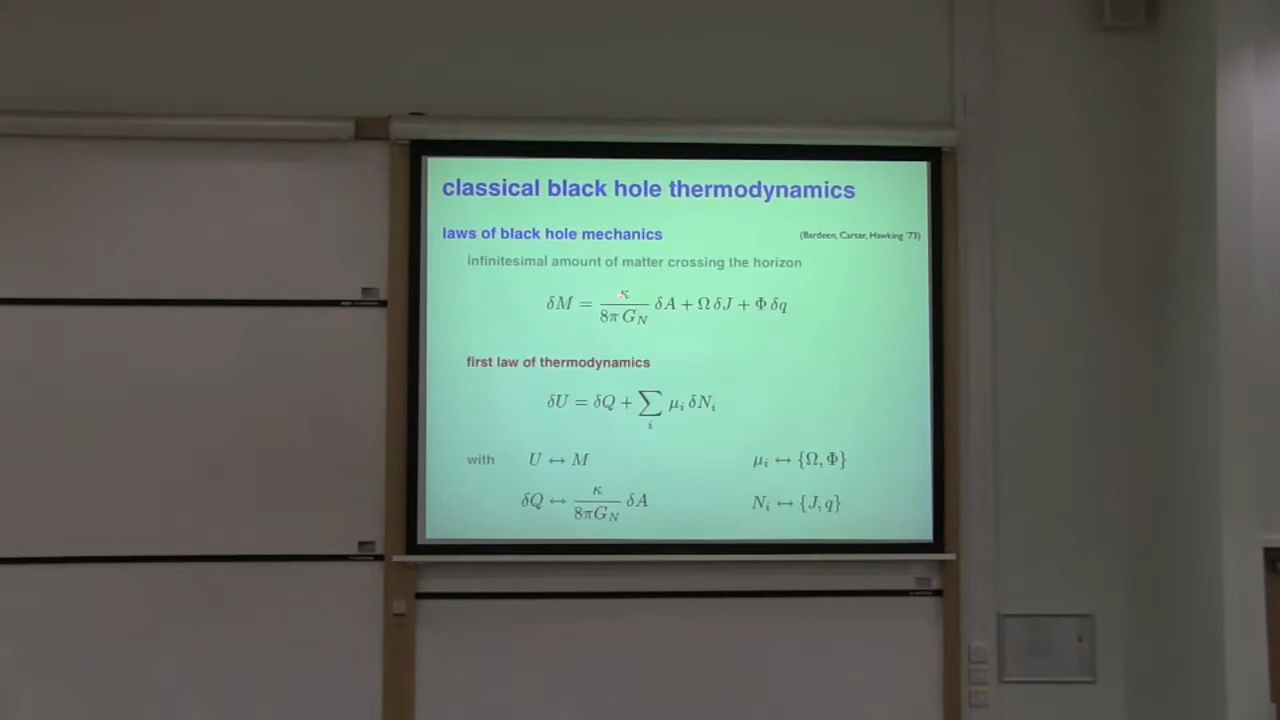 classical black hole thermodynamics
laws of black hole mechanics (Bardeen, Carter, Hawking '73)
infinitesimal amount of matter crossing the horizon
δM = κ/(8π G_N) δA + Ω δJ + Φ δq
first law of thermodynamics
δU = δQ + ∑_i μ_i δN_i
with U ↔ M μ_i ↔ {Ω, Φ}
δQ ↔ κ/(8πG_N) δA N_i ↔ {J, q}